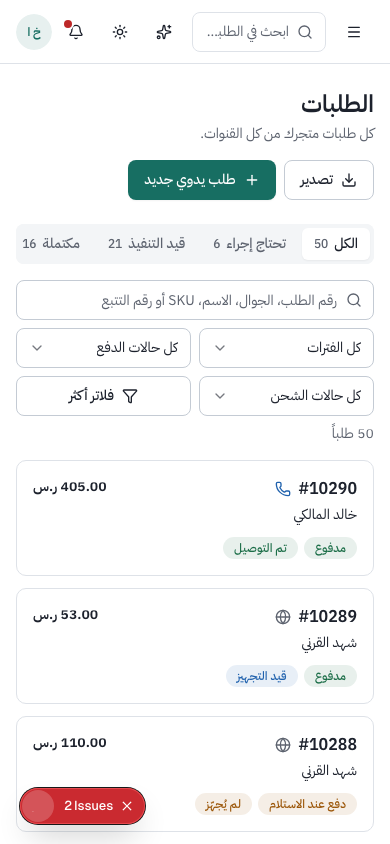 ابحث في الطلبـ...
خ ا
الطلبات
كل طلبات متجرك من كل القنوات.
تصدير
طلب يدوي جديد
الكل 50 تحتاج إجراء 6 قيد التنفيذ 21 مكتملة 16
رقم الطلب، الجوال، الاسم، SKU أو رقم التتبع
كل الفترات كل حالات الدفع
كل حالات الشحن فلاتر أكثر
50 طلباً
#10290 405.00 ر.س
خالد المالكي
مدفوع تم التوصيل
#10289 53.00 ر.س
شهد القرني
مدفوع قيد التجهيز
#10288 110.00 ر.س
شهد القرني
دفع عند الاستلام لم يُجهّز
2 Issues